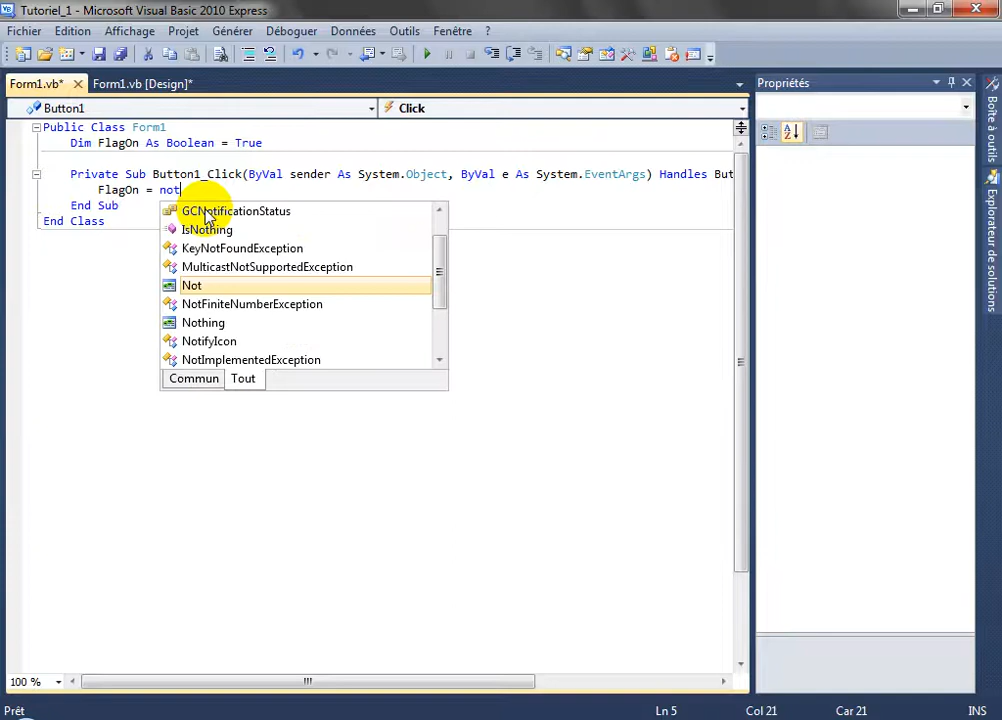 Tutoriel_1 - Microsoft Visual Basic 2010 Express
Fichier Edition Affichage Projet Générer Déboguer Données Outils Fenêtre ?
Form1.vb* Form1.vb [Design]*
Button1 Click
Public Class Form1
Dim FlagOn As Boolean = True
Private Sub Button1_Click(ByVal sender As System.Object, ByVal e As System.EventArgs) Handles But
FlagOn = not
End Sub
End Class
GCNotificationStatus
IsNothing
KeyNotFoundException
MulticastNotSupportedException
Not
NotFiniteNumberException
Nothing
NotifyIcon
NotImplementedException
Commun Tout
Propriétés
Boîte à outils
Explorateur de solutions
100 %
Prêt Ln 5 Col 21 Car 21 INS